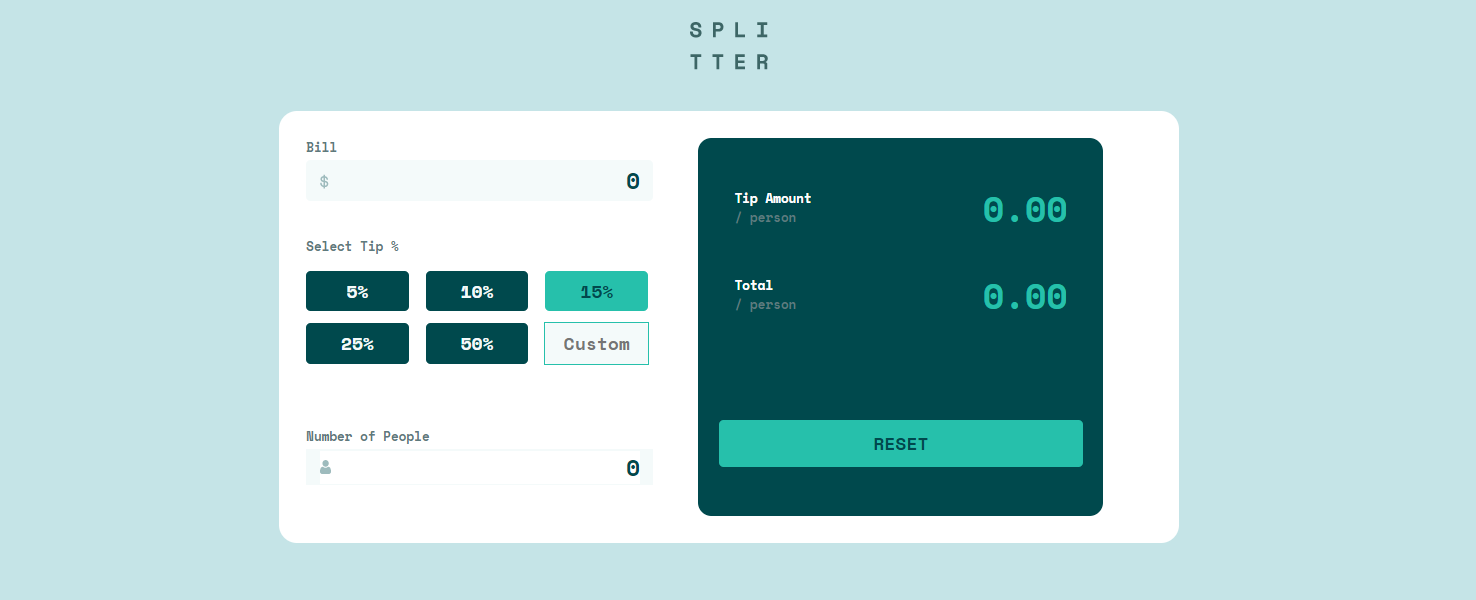 SPLI
TTER
Bill
$ 0
Select Tip %
5% 10% 15%
25% 50% Custom
Number of People
0
Tip Amount
/ person
0.00
Total
/ person
0.00
RESET